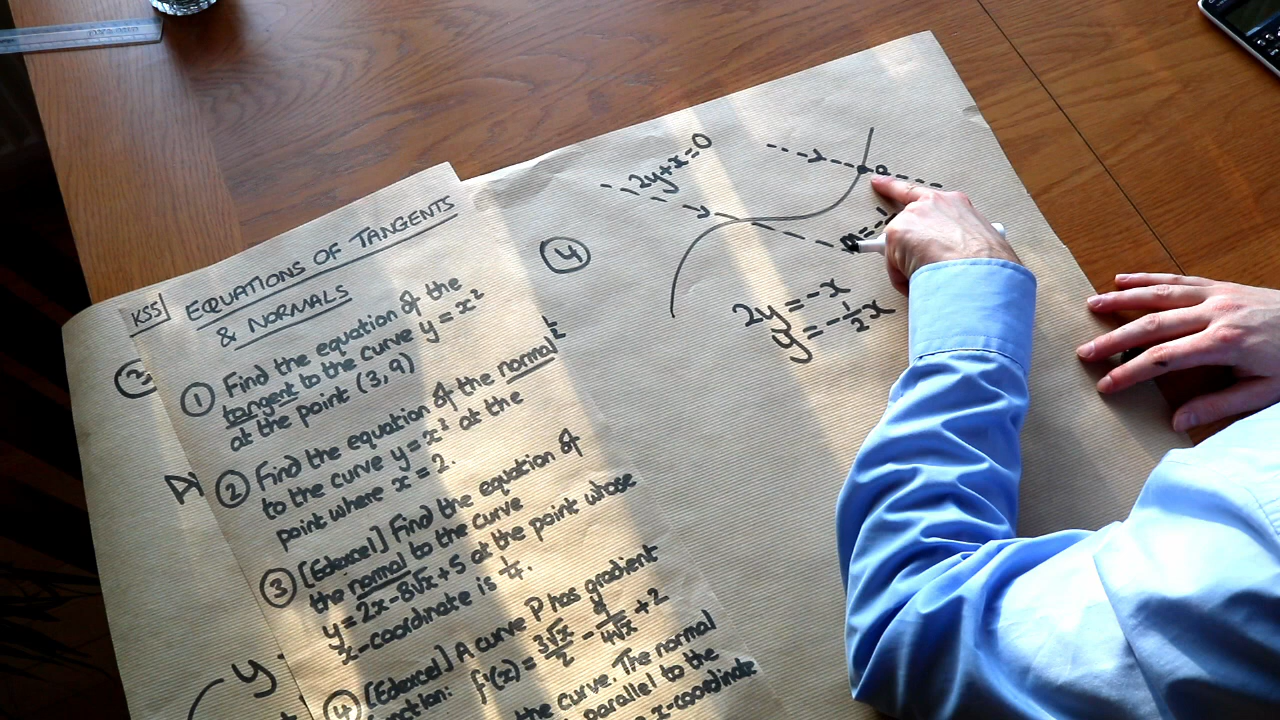 KS5
EQUATIONS OF TANGENTS
& NORMALS
① Find the equation of the
tangent to the curve y = x²
at the point (3,9)
② Find the equation of the normal
to the curve y = x³ at the
point where x = 2.
③ [Edexcel] Find the equation of
the normal to the curve
y = 2x - 8√x + 5 at the point whose
x-coordinate is 1/4.
④ [Edexcel] A curve P has gradient
function: f'(x) = 3√x/2 - 9/4√x + 2
the curve. The normal
parallel to the
x-coordinate
y
④
2y+x=0
2y = -x
y = -1/2 x